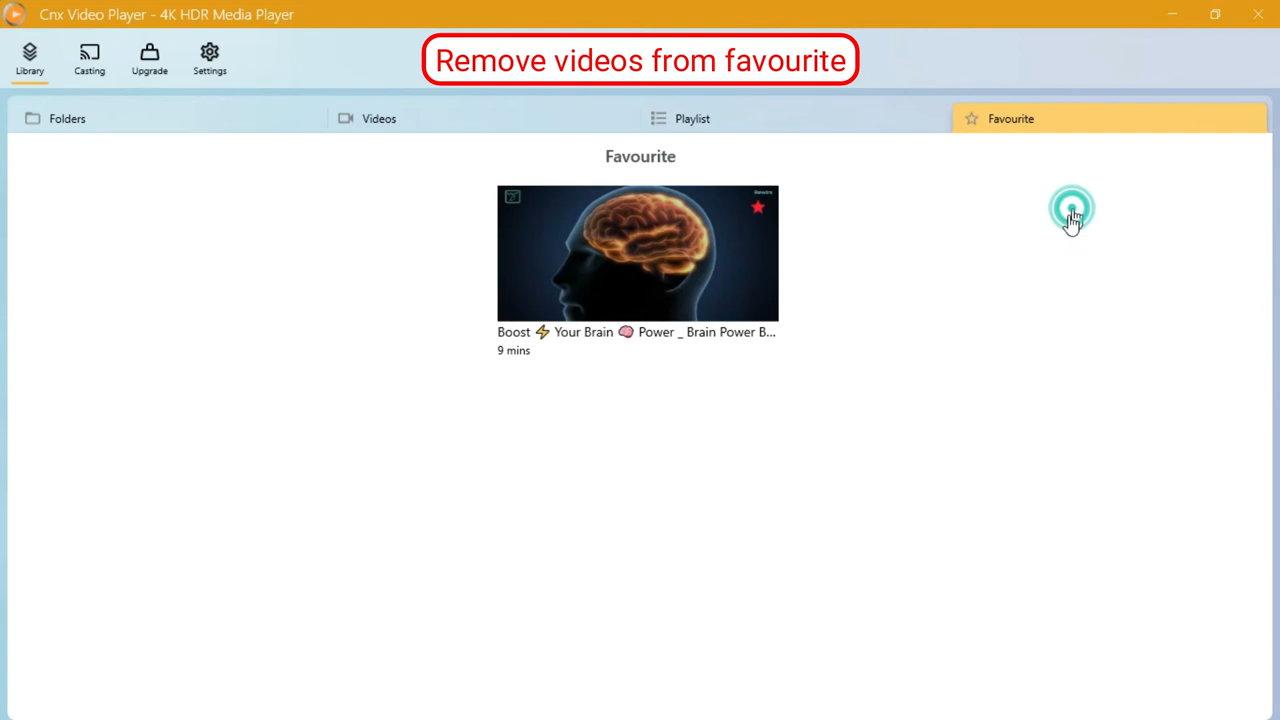 Cnx Video Player - 4K HDR Media Player
Library
Casting
Upgrade
Settings
Remove videos from favourite
Folders
Videos
Playlist
Favourite
Favourite
Boost ⚡ Your Brain 🧠 Power _ Brain Power B...
9 mins